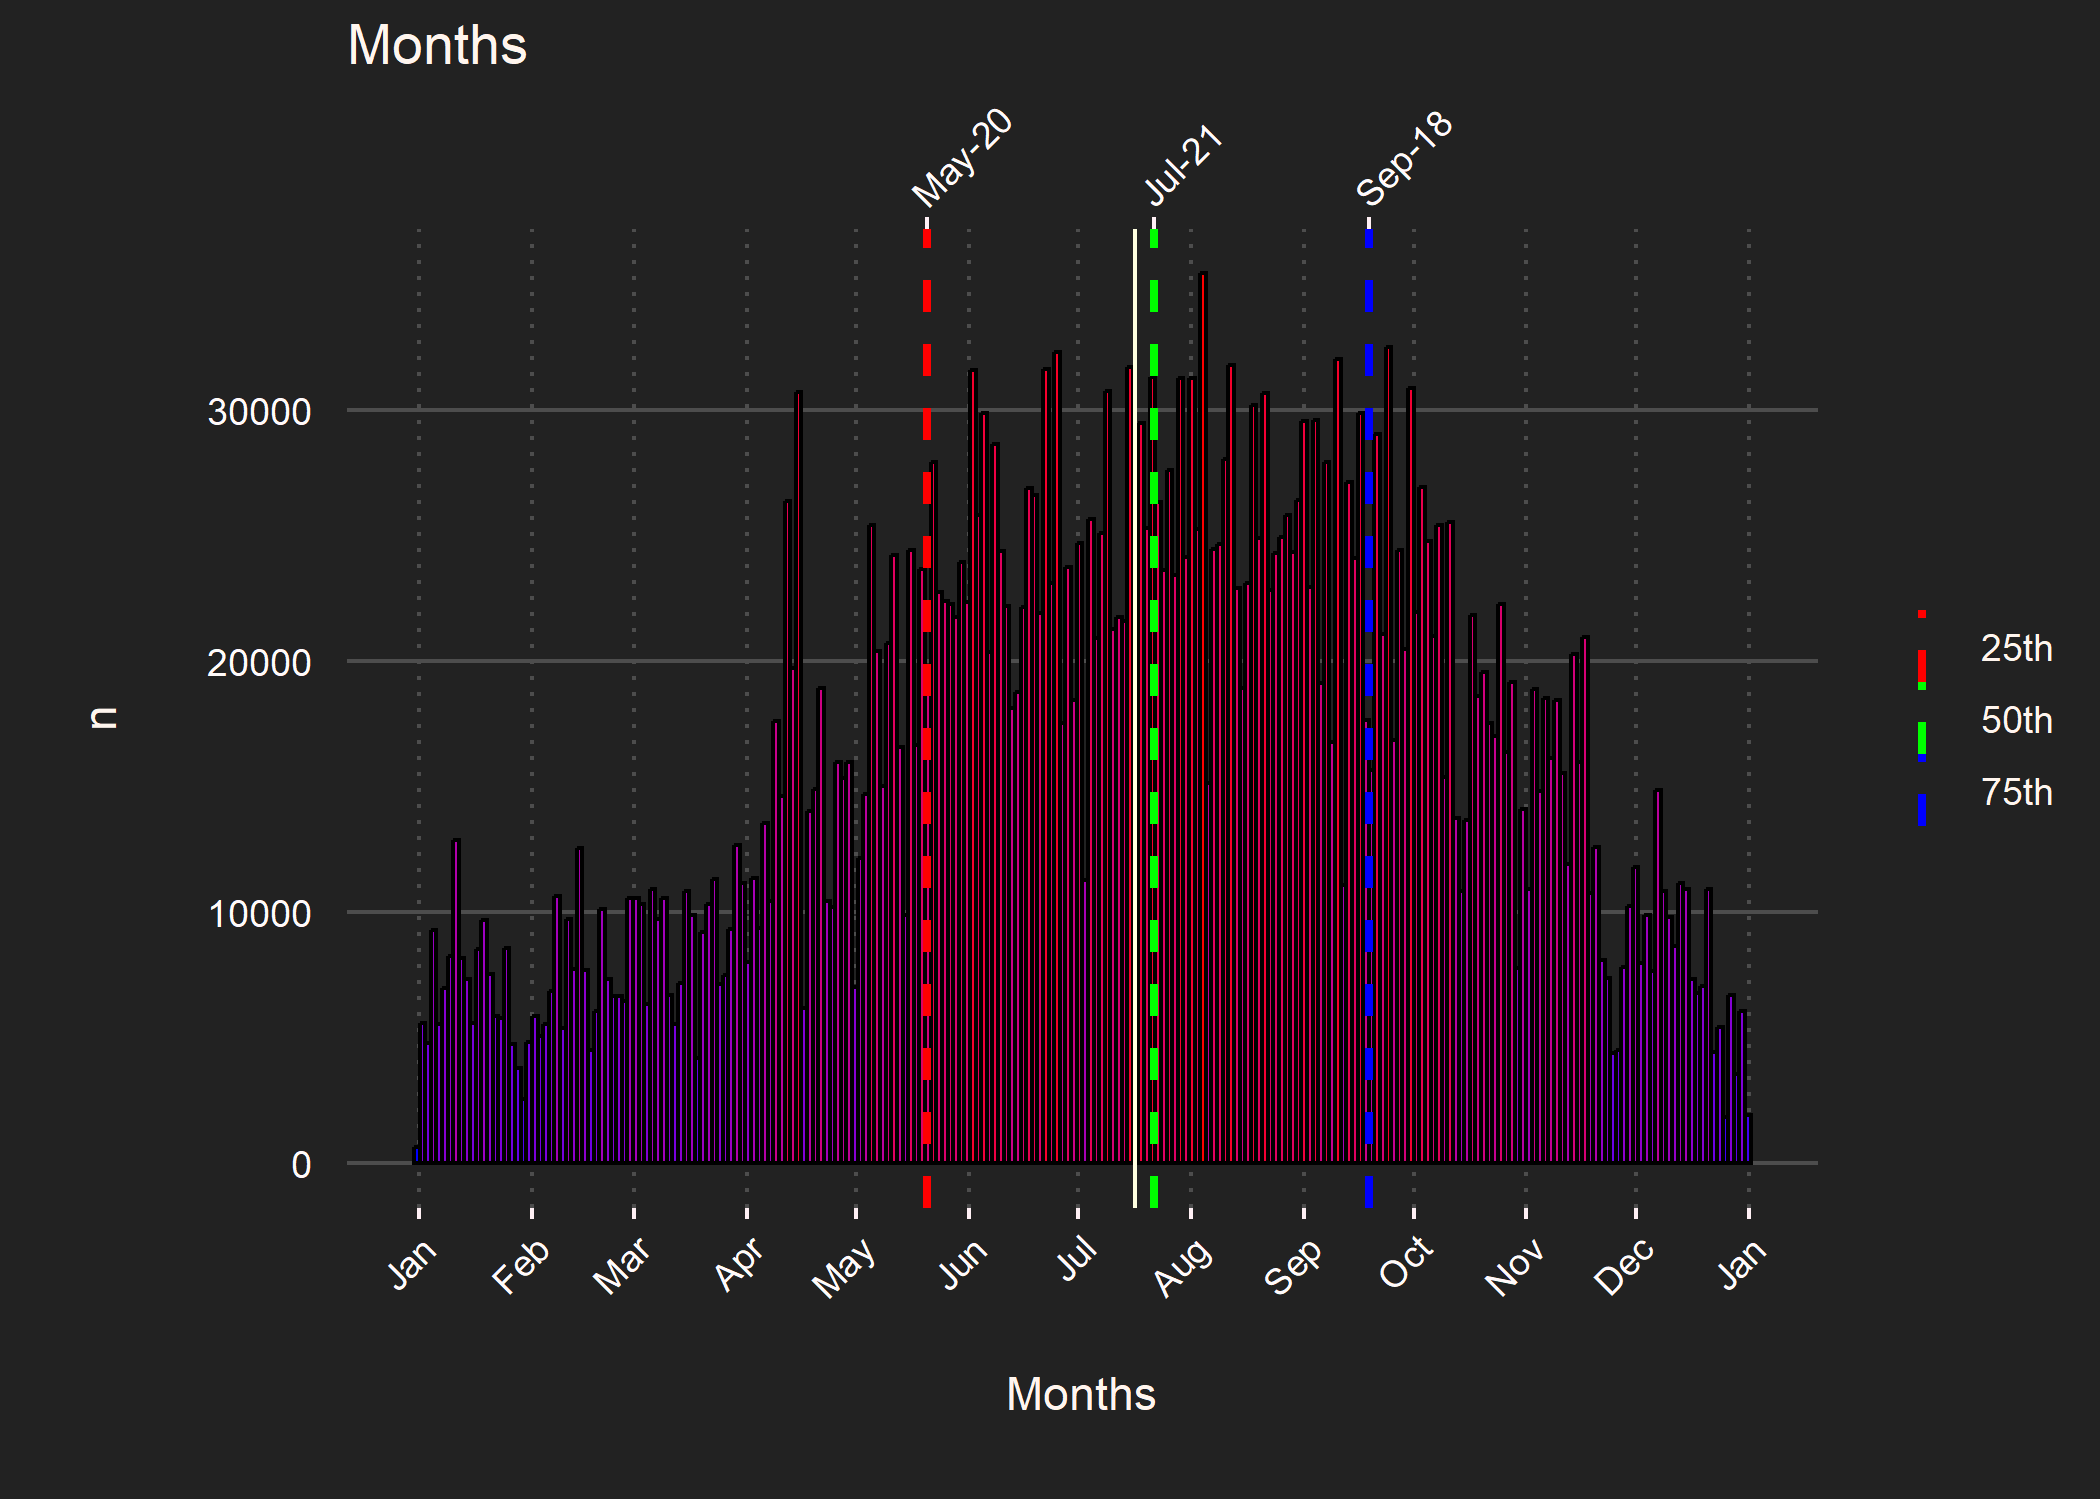 Months
May-20 Jul-21 Sep-18
30000
20000
10000
0
n
25th
50th
75th
Jan Feb Mar Apr May Jun Jul Aug Sep Oct Nov Dec Jan
Months